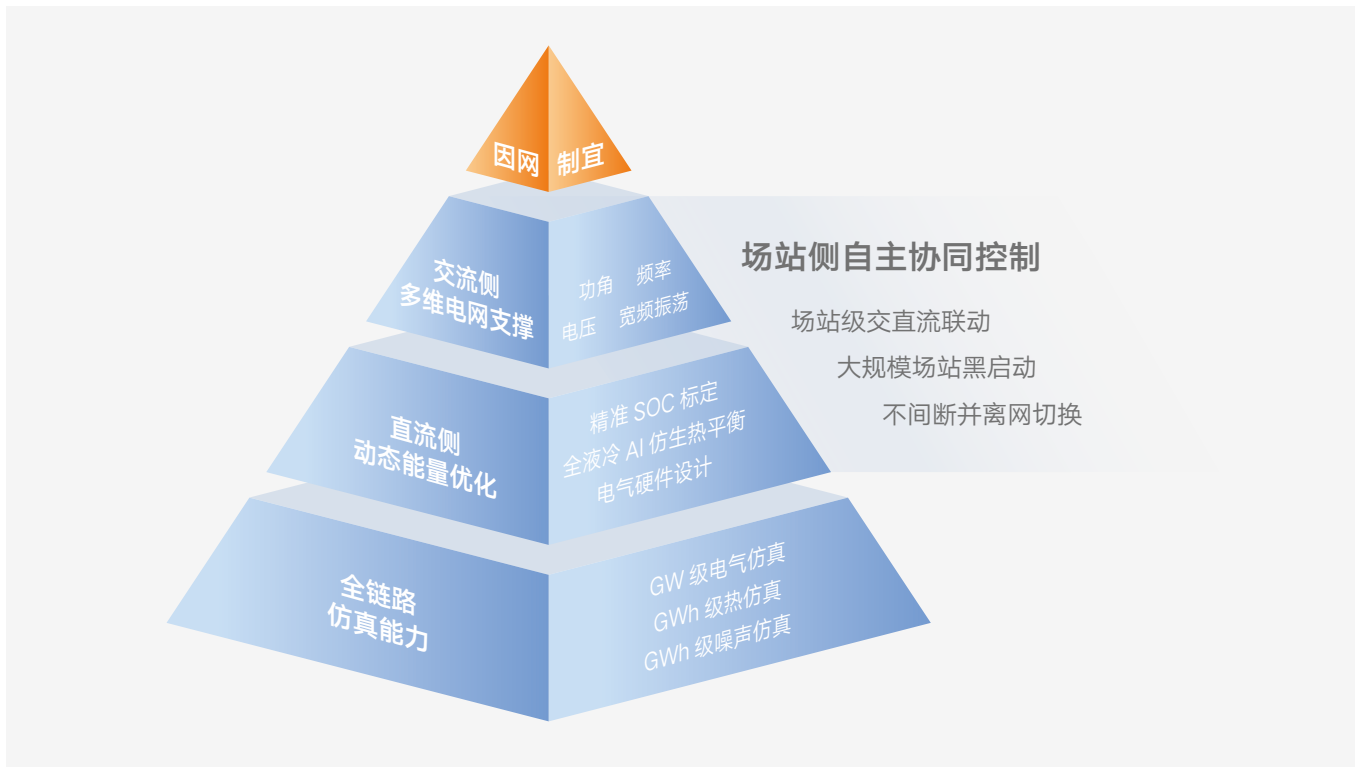 因网 制宜
交流侧
多维电网支撑
功角 频率
电压 宽频振荡
场站侧自主协同控制
场站级交直流联动
大规模场站黑启动
不间断并离网切换
直流侧
动态能量优化
精准 SOC 标定
全液冷 AI 仿生热平衡
电气硬件设计
全链路
仿真能力
GW 级电气仿真
GWh 级热仿真
GWh 级噪声仿真